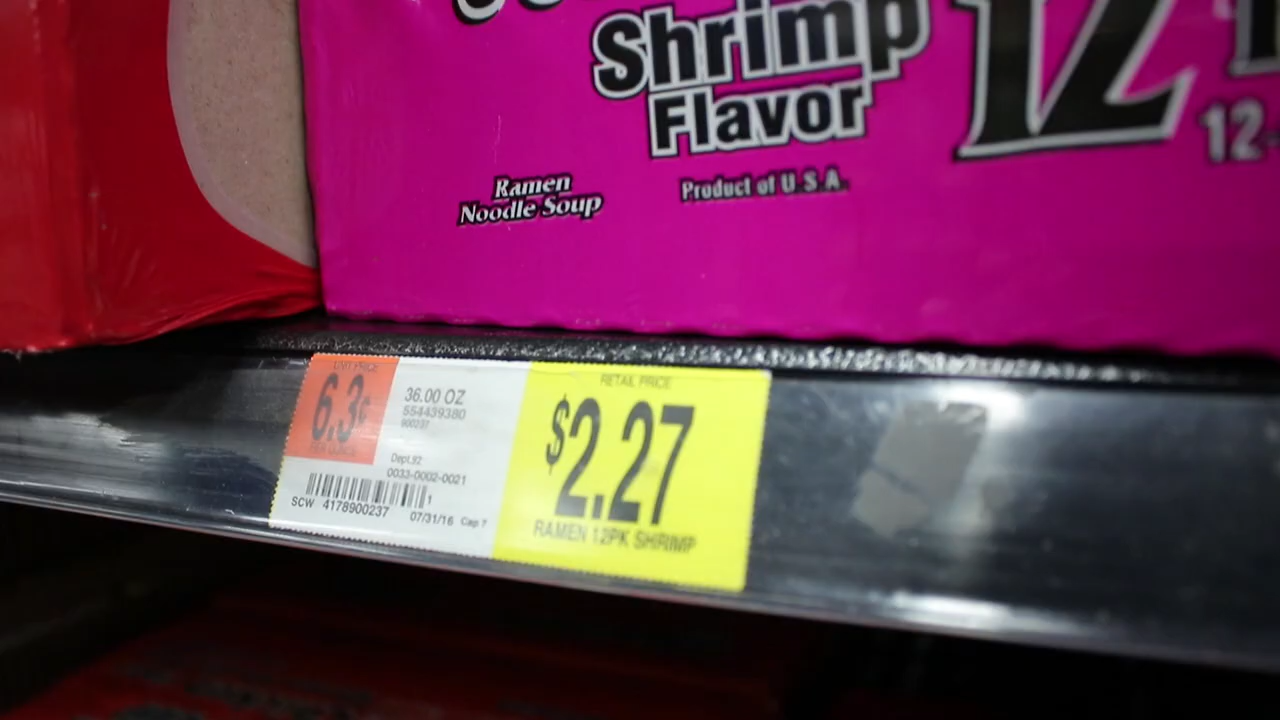 Shrimp
Flavor
12
12-
Ramen
Noodle Soup
Product of U.S.A.
UNIT PRICE
6.3¢
PER OUNCE
36.00 OZ
554439380
900237
Dept.92
0033-0002-0021
1
SCW 4178900237
07/31/16 Cap 7
RETAIL PRICE
$2.27
RAMEN 12PK SHRIMP